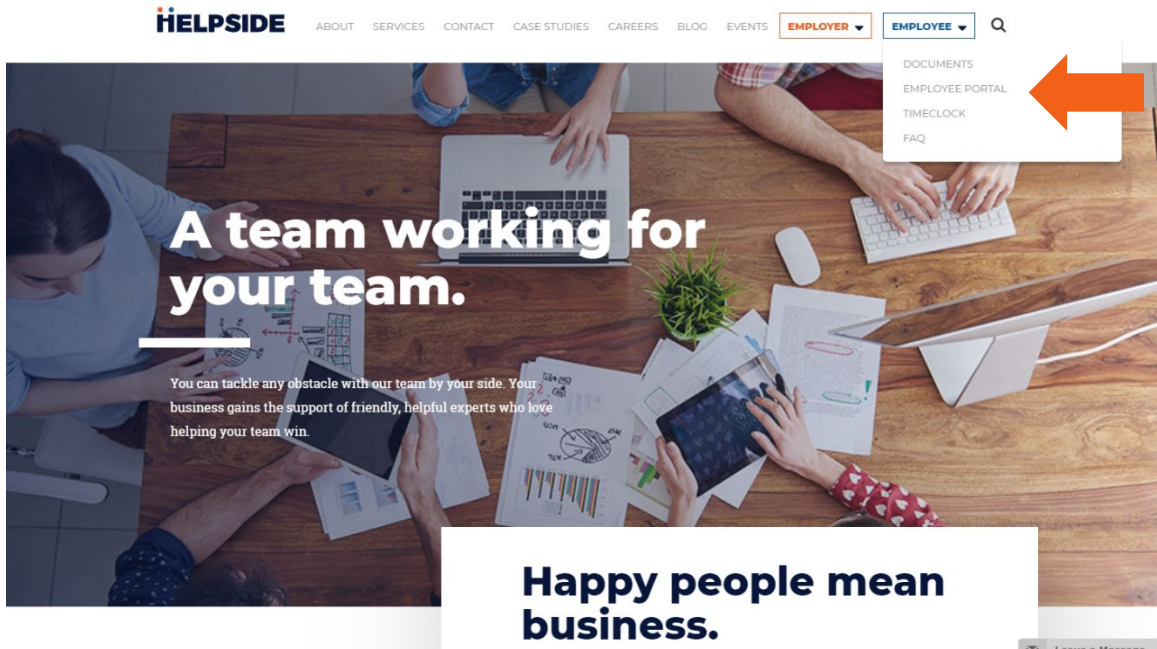 HELPSIDE
ABOUT SERVICES CONTACT CASE STUDIES CAREERS BLOG EVENTS EMPLOYER EMPLOYEE
DOCUMENTS
EMPLOYEE PORTAL
TIMECLOCK
FAQ
A team working for
your team.
You can tackle any obstacle with our team by your side. Your
business gains the support of friendly, helpful experts who love
helping your team win.
Happy people mean
business.
Leave a Message